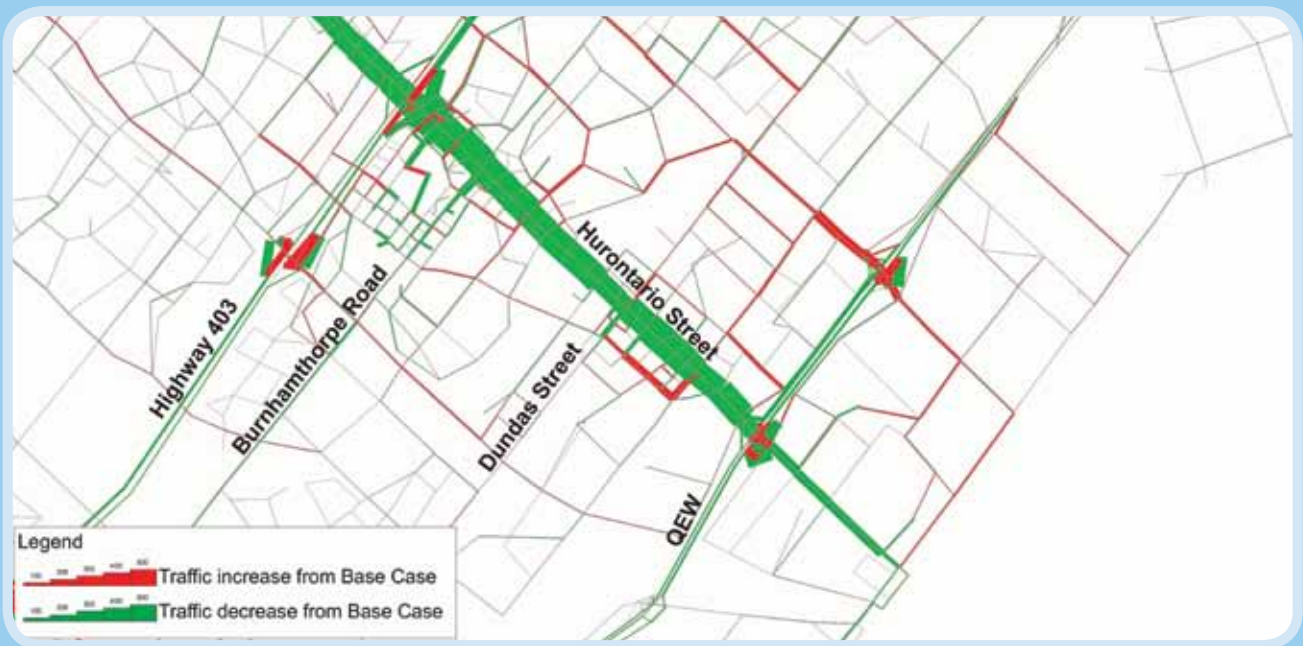 Hurontario Street
Highway 403
Burnhamthorpe Road
Dundas Street
QEW
Legend
Traffic increase from Base Case
Traffic decrease from Base Case